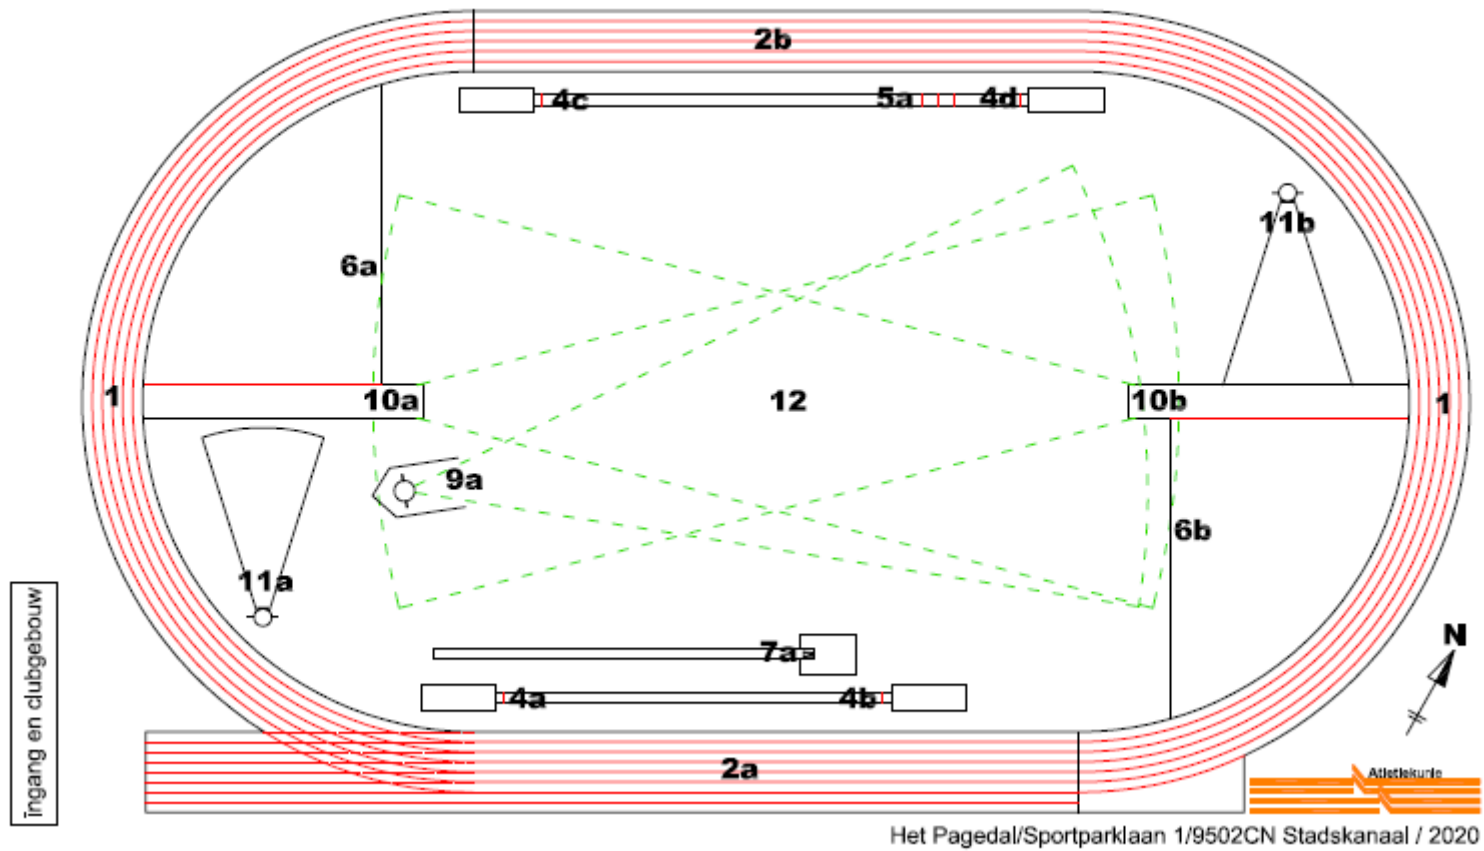 2b
4c
5a
4d
11b
6a
1
10a
12
10b
1
9a
6b
11a
7a
4a
4b
2a
Ingang en clubgebouw
N
Atletiekunie
Het Pagedal/Sportparklaan 1/9502CN Stadskanaal / 2020